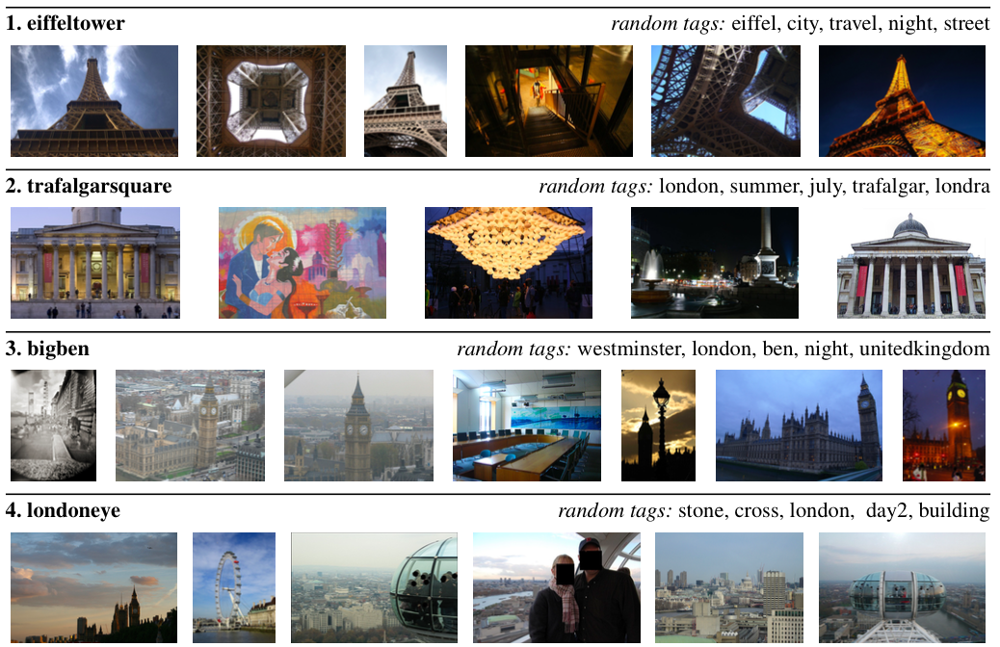 1. eiffeltower random tags: eiffel, city, travel, night, street
2. trafalgarsquare random tags: london, summer, july, trafalgar, londra
3. bigben random tags: westminster, london, ben, night, unitedkingdom
4. londoneye random tags: stone, cross, london, day2, building